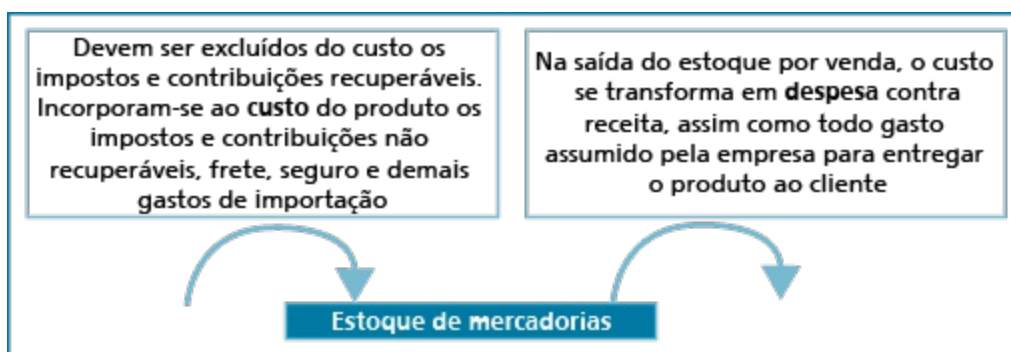 Devem ser excluídos do custo os
impostos e contribuições recuperáveis.
Incorporam-se ao custo do produto os
impostos e contribuições não
recuperáveis, frete, seguro e demais
gastos de importação
Na saída do estoque por venda, o custo
se transforma em despesa contra
receita, assim como todo gasto
assumido pela empresa para entregar
o produto ao cliente
Estoque de mercadorias